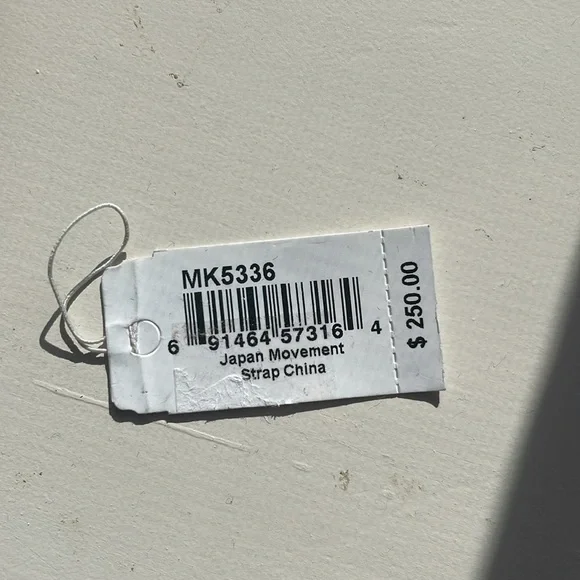 MK5336
6 91464 57316 4
Japan Movement
Strap China
$ 250.00